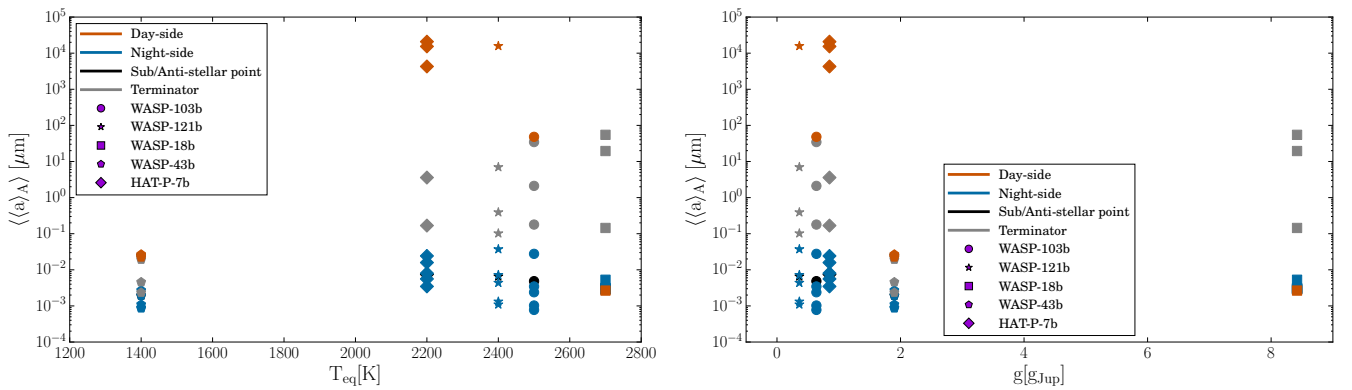 10^5
10^4
10^3
10^2
10^1
10^0
10^−1
10^−2
10^−3
10^−4
⟨⟨a⟩_A⟩ [μm]
Day-side
Night-side
Sub/Anti-stellar point
Terminator
WASP-103b
WASP-121b
WASP-18b
WASP-43b
HAT-P-7b
1200 1400 1600 1800 2000 2200 2400 2600 2800
T_eq[K]
10^5
10^4
10^3
10^2
10^1
10^0
10^−1
10^−2
10^−3
10^−4
⟨⟨a⟩_A⟩ [μm]
Day-side
Night-side
Sub/Anti-stellar point
Terminator
WASP-103b
WASP-121b
WASP-18b
WASP-43b
HAT-P-7b
0 2 4 6 8
g[g_Jup]